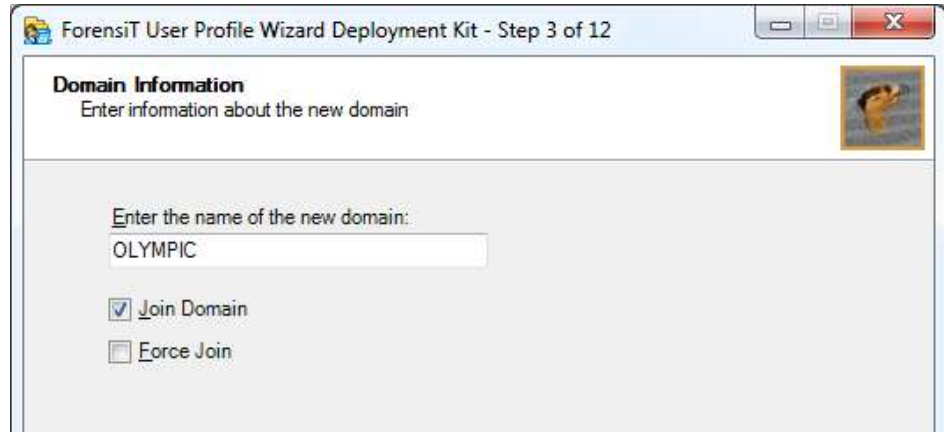 ForensiT User Profile Wizard Deployment Kit - Step 3 of 12
Domain Information
Enter information about the new domain
Enter the name of the new domain:
OLYMPIC
Join Domain
Force Join